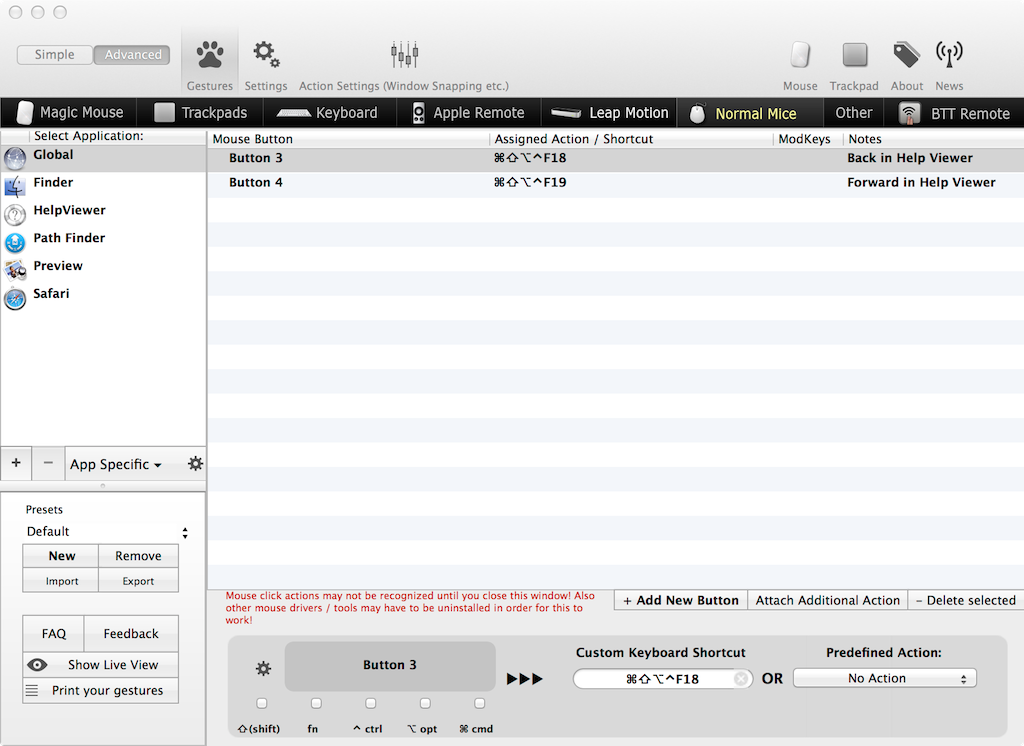 Simple Advanced
Gestures Settings Action Settings (Window Snapping etc.) Mouse Trackpad About News
Magic Mouse Trackpads Keyboard Apple Remote Leap Motion Normal Mice Other BTT Remote
Select Application:
Global
Finder
HelpViewer
Path Finder
Preview
Safari
+ − App Specific
Mouse Button Assigned Action / Shortcut ModKeys Notes
Button 3 ⌘⇧⌥^F18 Back in Help Viewer
Button 4 ⌘⇧⌥^F19 Forward in Help Viewer
Presets
Default
New Remove
Import Export
FAQ Feedback
Show Live View
Print your gestures
Mouse click actions may not be recognized until you close this window! Also
other mouse drivers / tools may have to be uninstalled in order for this to
work!
+ Add New Button Attach Additional Action − Delete selected
Button 3
⇧(shift) fn ^ ctrl ⌥ opt ⌘ cmd
Custom Keyboard Shortcut Predefined Action:
⌘⇧⌥^F18 OR No Action